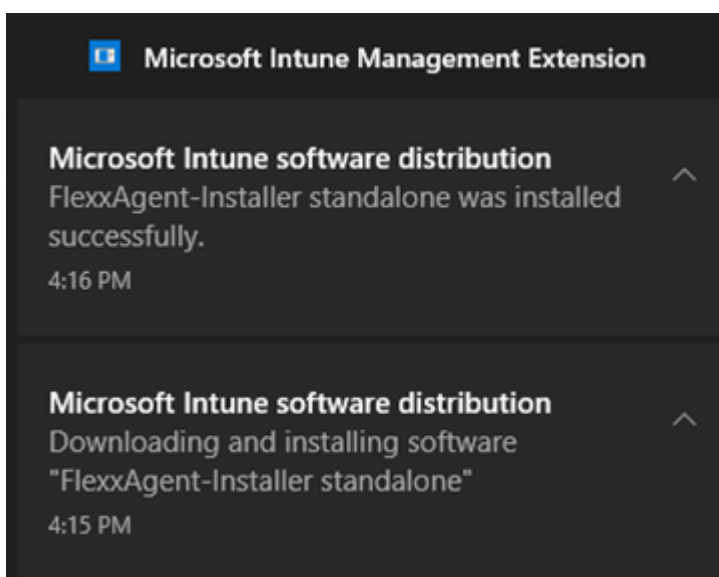 Microsoft Intune Management Extension
Microsoft Intune software distribution
FlexxAgent-Installer standalone was installed
successfully.
4:16 PM
Microsoft Intune software distribution
Downloading and installing software
"FlexxAgent-Installer standalone"
4:15 PM